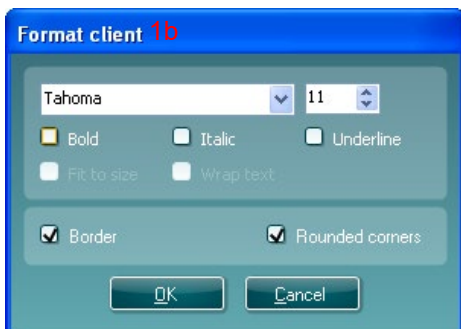 Format client 1b
Tahoma 11
Bold Italic Underline
Fit to size Wrap text
Border Rounded corners
OK Cancel